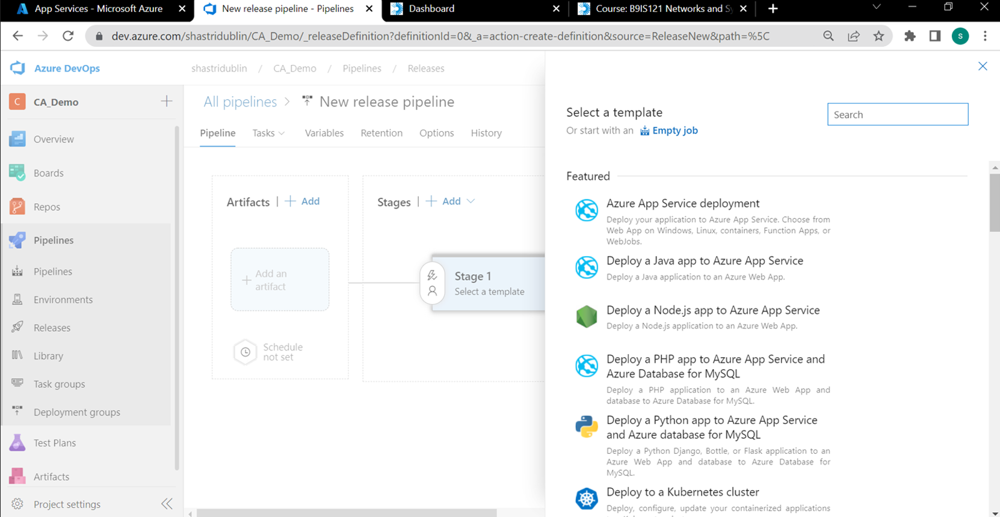 App Services - Microsoft Azure
New release pipeline - Pipelines
Dashboard
Course: B9IS121 Networks and Sy
dev.azure.com/shastridublin/CA_Demo/_releaseDefinition?definitionId=0&_a=action-create-definition&source=ReleaseNew&path=%5C
s
Azure DevOps
shastridublin / CA_Demo / Pipelines / Releases
C CA_Demo
Overview
Boards
Repos
Pipelines
Pipelines
Environments
Releases
Library
Task groups
Deployment groups
Test Plans
Artifacts
Project settings
All pipelines > New release pipeline
Pipeline Tasks Variables Retention Options History
Artifacts | + Add
Stages | + Add
+ Add an
artifact
Schedule
not set
Stage 1
Select a template
Select a template
Or start with an Empty job
Search
Featured
Azure App Service deployment
Deploy your application to Azure App Service. Choose from
Web App on Windows, Linux, containers, Function Apps, or
WebJobs.
Deploy a Java app to Azure App Service
Deploy a Java application to an Azure Web App.
Deploy a Node.js app to Azure App Service
Deploy a Node.js application to an Azure Web App.
Deploy a PHP app to Azure App Service and
Azure Database for MySQL
Deploy a PHP application to an Azure Web App and
database to Azure Database for MySQL.
Deploy a Python app to Azure App Service
and Azure database for MySQL
Deploy a Python Django, Bottle, or Flask application to an
Azure Web App and database to Azure Database for
MySQL.
Deploy to a Kubernetes cluster
Deploy, configure, update your containerized applications